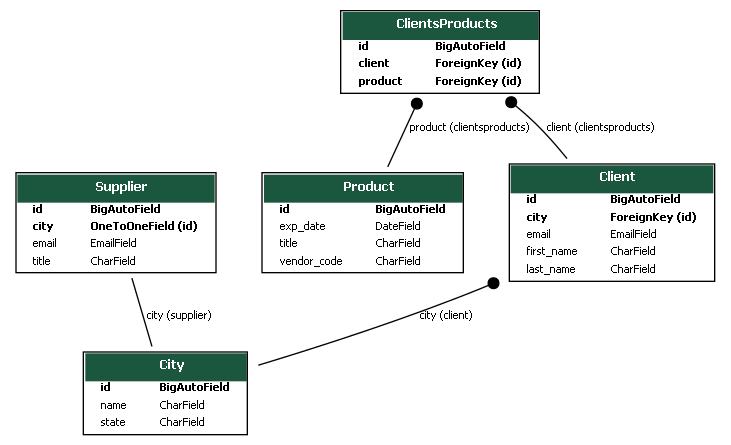 ClientsProducts
id BigAutoField
client ForeignKey (id)
product ForeignKey (id)
product (clientsproducts)
client (clientsproducts)
Supplier
id BigAutoField
city OneToOneField (id)
email EmailField
title CharField
Product
id BigAutoField
exp_date DateField
title CharField
vendor_code CharField
Client
id BigAutoField
city ForeignKey (id)
email EmailField
first_name CharField
last_name CharField
city (supplier)
city (client)
City
id BigAutoField
name CharField
state CharField